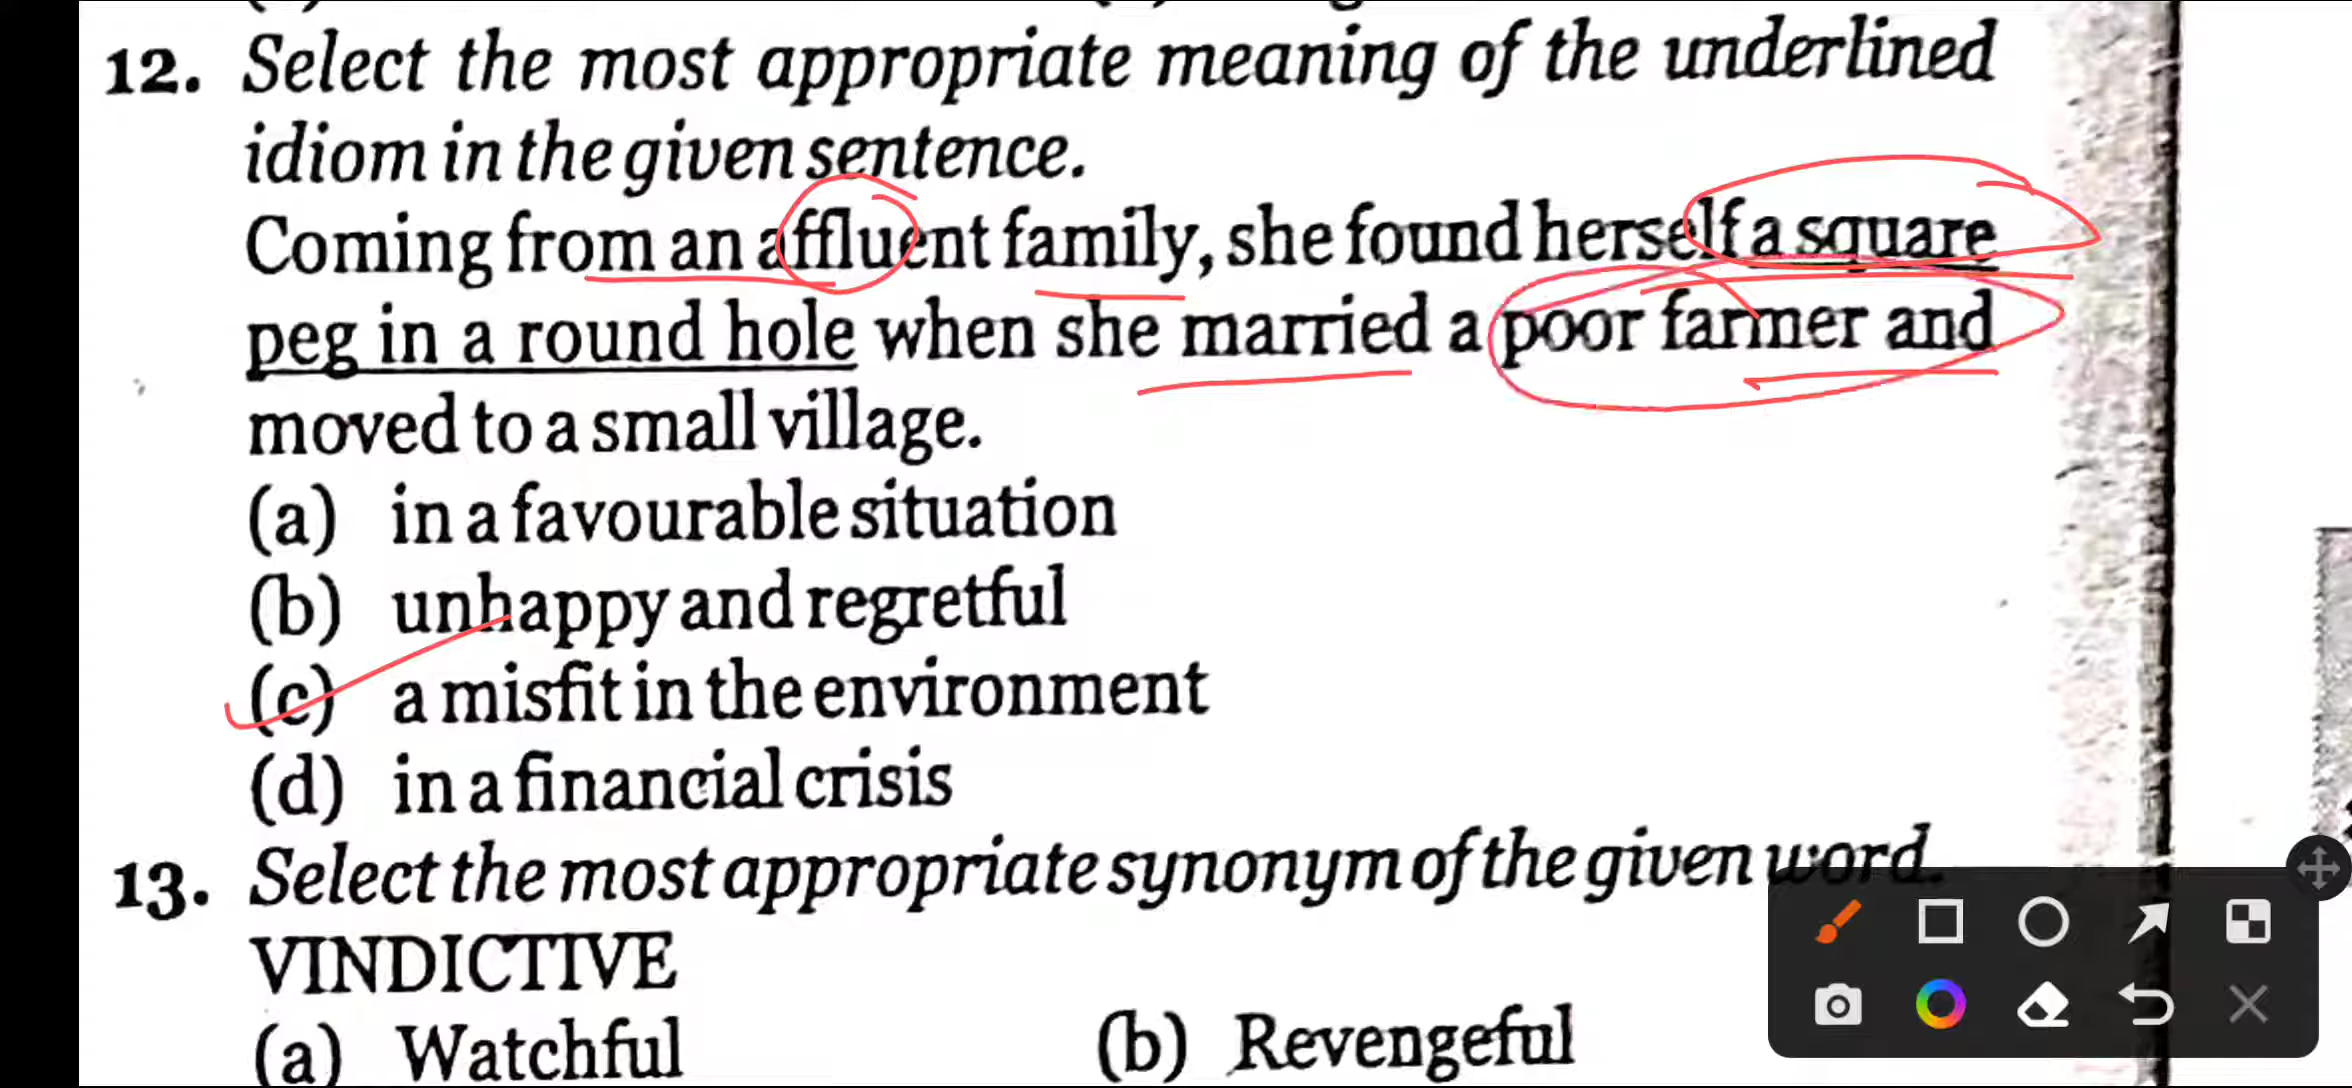 12. Select the most appropriate meaning of the underlined
idiom in the given sentence.
Coming from an affluent family, she found herself a square
peg in a round hole when she married a poor farmer and
moved to a small village.
(a) in a favourable situation
(b) unhappy and regretful
(c) a misfit in the environment
(d) in a financial crisis
13. Select the most appropriate synonym of the given word.
VINDICTIVE
(a) Watchful (b) Revengeful